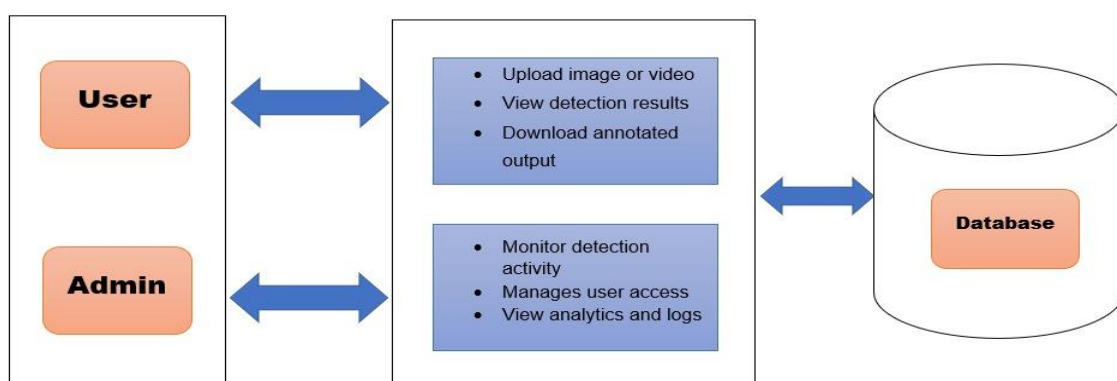 User
• Upload image or video
• View detection results
• Download annotated
output
Database
Admin
• Monitor detection
activity
• Manages user access
• View analytics and logs